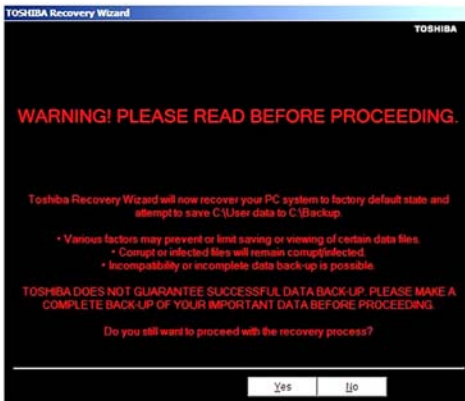 TOSHIBA Recovery Wizard
TOSHIBA
WARNING! PLEASE READ BEFORE PROCEEDING.
Toshiba Recovery Wizard will now recover your PC system to factory default state and
attempt to save C:\User data to C:\Backup.
• Various factors may prevent or limit saving or viewing of certain data files.
• Corrupt or infected files will remain corrupt/infected.
• Incompatibility or incomplete data back-up is possible.
TOSHIBA DOES NOT GUARANTEE SUCCESSFUL DATA BACK-UP. PLEASE MAKE A
COMPLETE BACK-UP OF YOUR IMPORTANT DATA BEFORE PROCEEDING.
Do you still want to proceed with the recovery process?
Yes
No